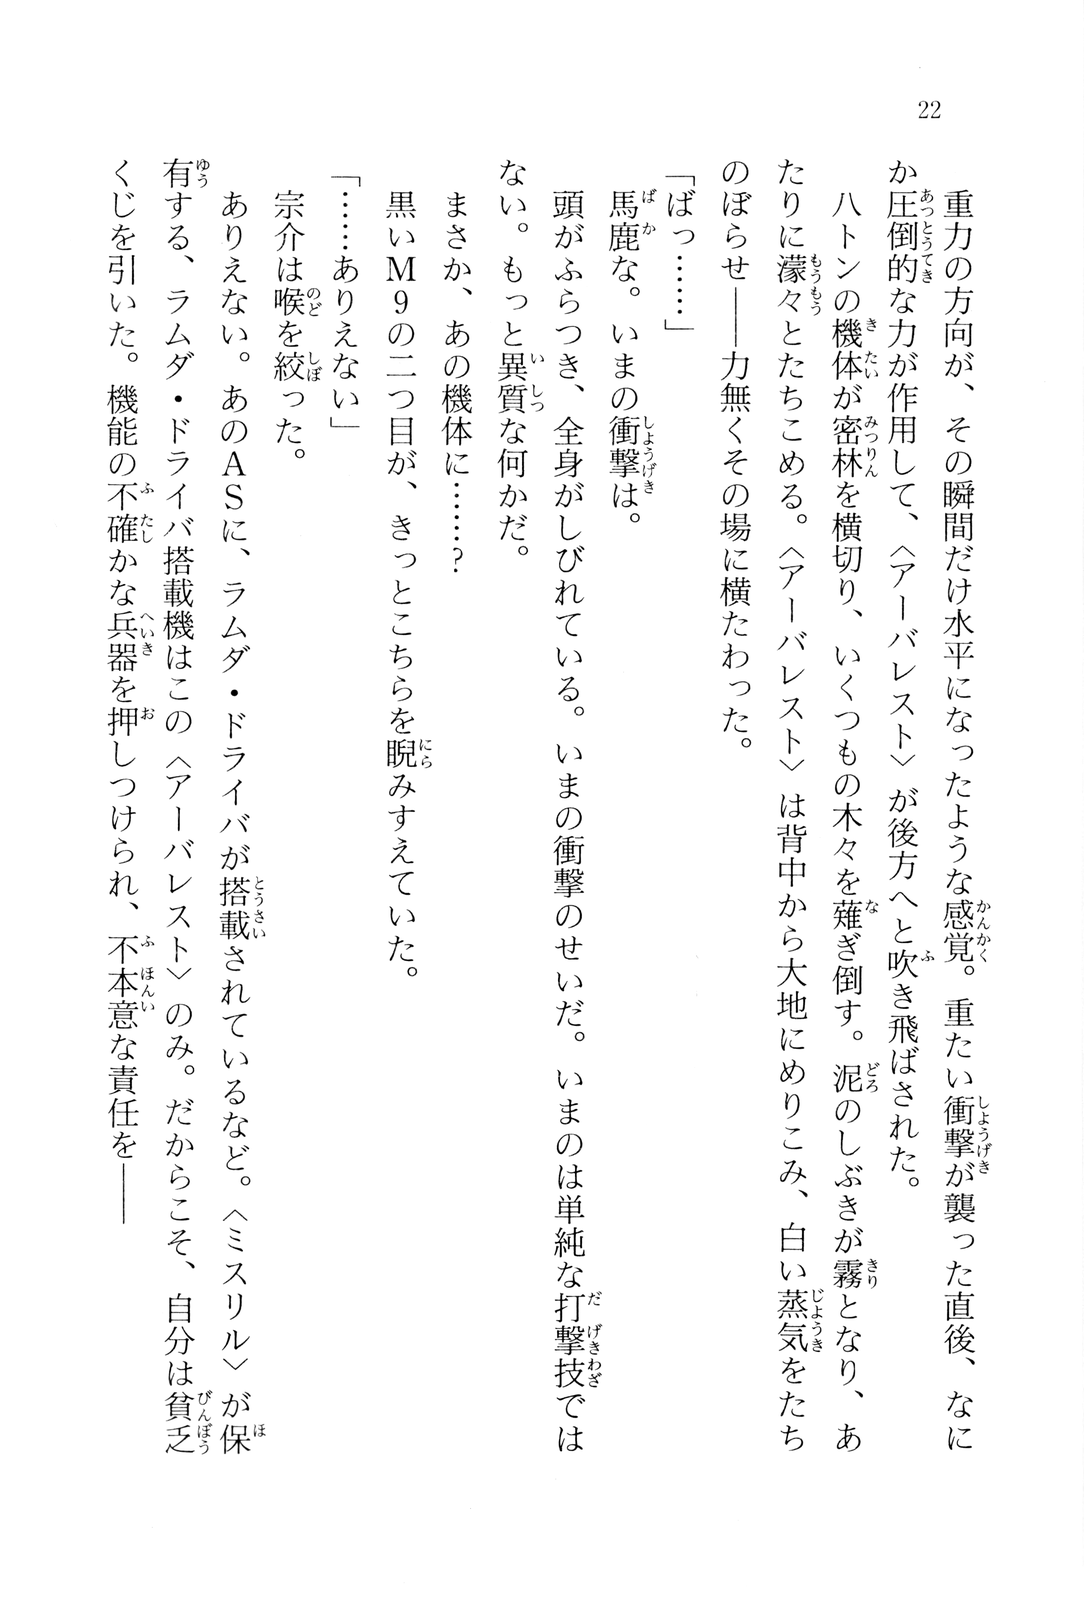 22
重力の方向が、その瞬間だけ水平になったような感覚。重たい衝撃が襲った直後、なに
か圧倒的な力が作用して、〈アーバレスト〉が後方へと吹き飛ばされた。
八トンの機体が密林を横切り、いくつもの木々を薙ぎ倒す。泥のしぶきが霧となり、あ
たりに濛々とたちこめる。〈アーバレスト〉は背中から大地にめりこみ、白い蒸気をたち
のぼらせ――力無くその場に横たわった。
「ばっ……」
馬鹿な。いまの衝撃は。
頭がふらつき、全身がしびれている。いまの衝撃のせいだ。いまのは単純な打撃技では
ない。もっと異質な何かだ。
まさか、あの機体に……？
黒いM9の二つ目が、きっとこちらを睨みすえていた。
「……ありえない」
宗介は喉を絞った。
ありえない。あのASに、ラムダ・ドライバが搭載されているなど。〈ミスリル〉が保
有する、ラムダ・ドライバ搭載機はこの〈アーバレスト〉のみ。だからこそ、自分は貧乏
くじを引いた。機能の不確かな兵器を押しつけられ、不本意な責任を――